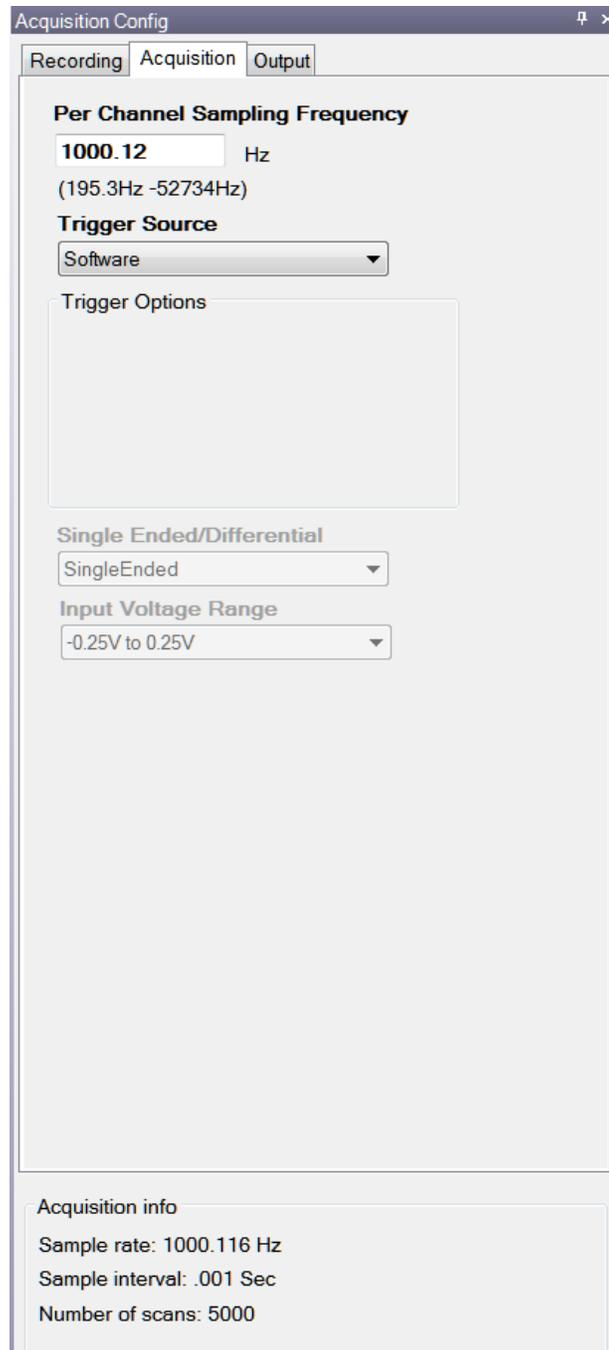 Acquisition Config
Recording Acquisition Output
Per Channel Sampling Frequency
1000.12 Hz
(195.3Hz -52734Hz)
Trigger Source
Software
Trigger Options
Single Ended/Differential
SingleEnded
Input Voltage Range
-0.25V to 0.25V
Acquisition info
Sample rate: 1000.116 Hz
Sample interval: .001 Sec
Number of scans: 5000